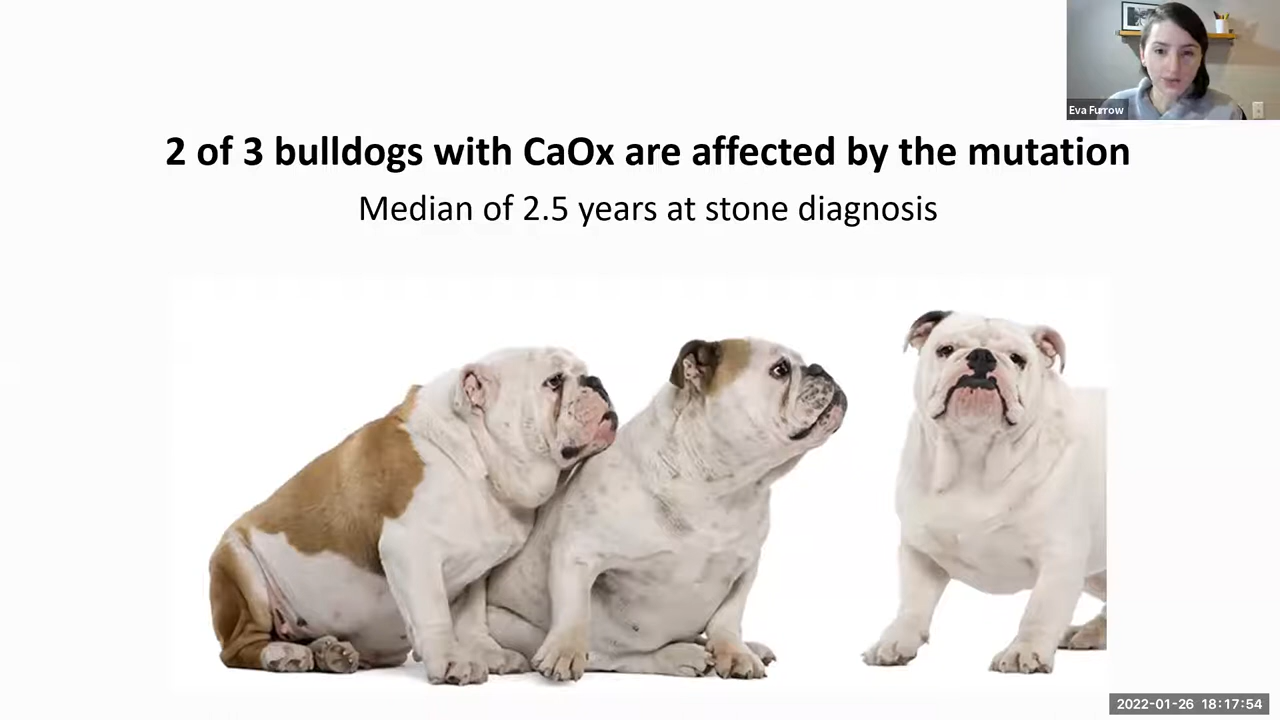 Eva Furrow
2 of 3 bulldogs with CaOx are affected by the mutation
Median of 2.5 years at stone diagnosis
2022-01-26 18:17:54